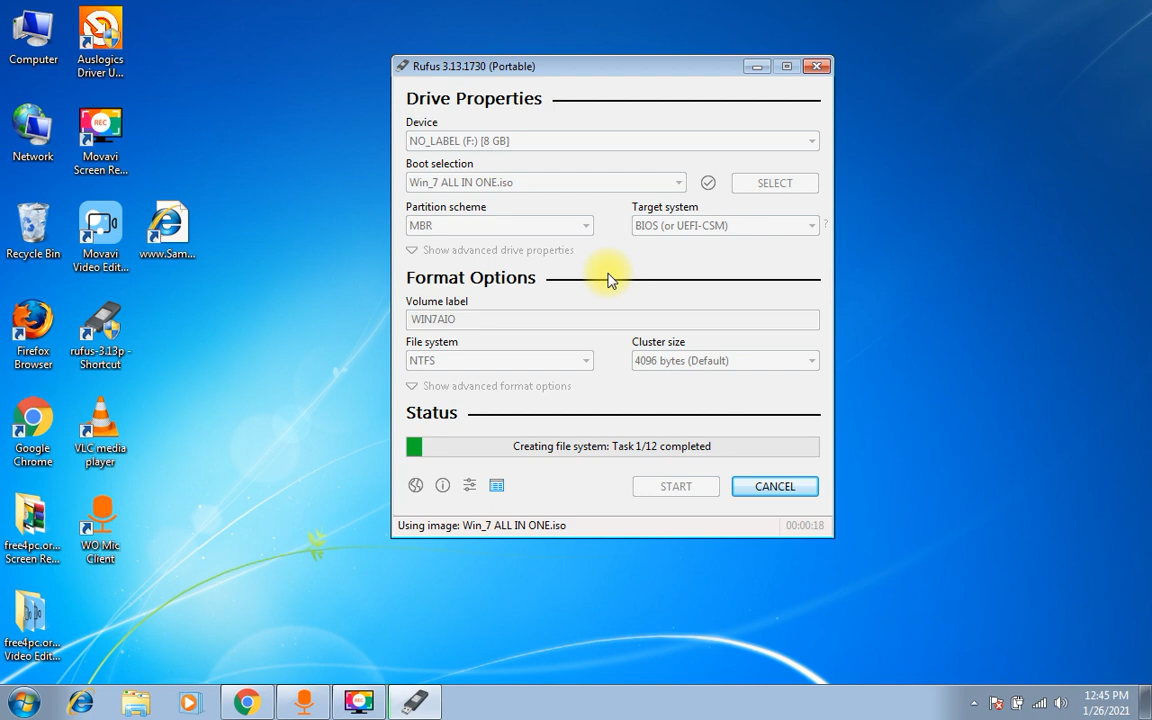 Computer
Auslogics
Driver U...
Network
REC
Movavi
Screen Re...
Recycle Bin
Movavi
Video Edit...
www.Sam...
Firefox
Browser
rufus-3.13p -
Shortcut
Google
Chrome
VLC media
player
free4pc.or...
Screen Re...
WO Mic
Client
free4pc.or...
Video Edit...
Rufus 3.13.1730 (Portable)
Drive Properties
Device
NO_LABEL (F:) [8 GB]
Boot selection
Win_7 ALL IN ONE.iso
SELECT
Partition scheme
Target system
MBR
BIOS (or UEFI-CSM)
?
Show advanced drive properties
Format Options
Volume label
WIN7AIO
File system
Cluster size
NTFS
4096 bytes (Default)
Show advanced format options
Status
Creating file system: Task 1/12 completed
START
CANCEL
Using image: Win_7 ALL IN ONE.iso
00:00:18
REC
12:45 PM
1/26/2021